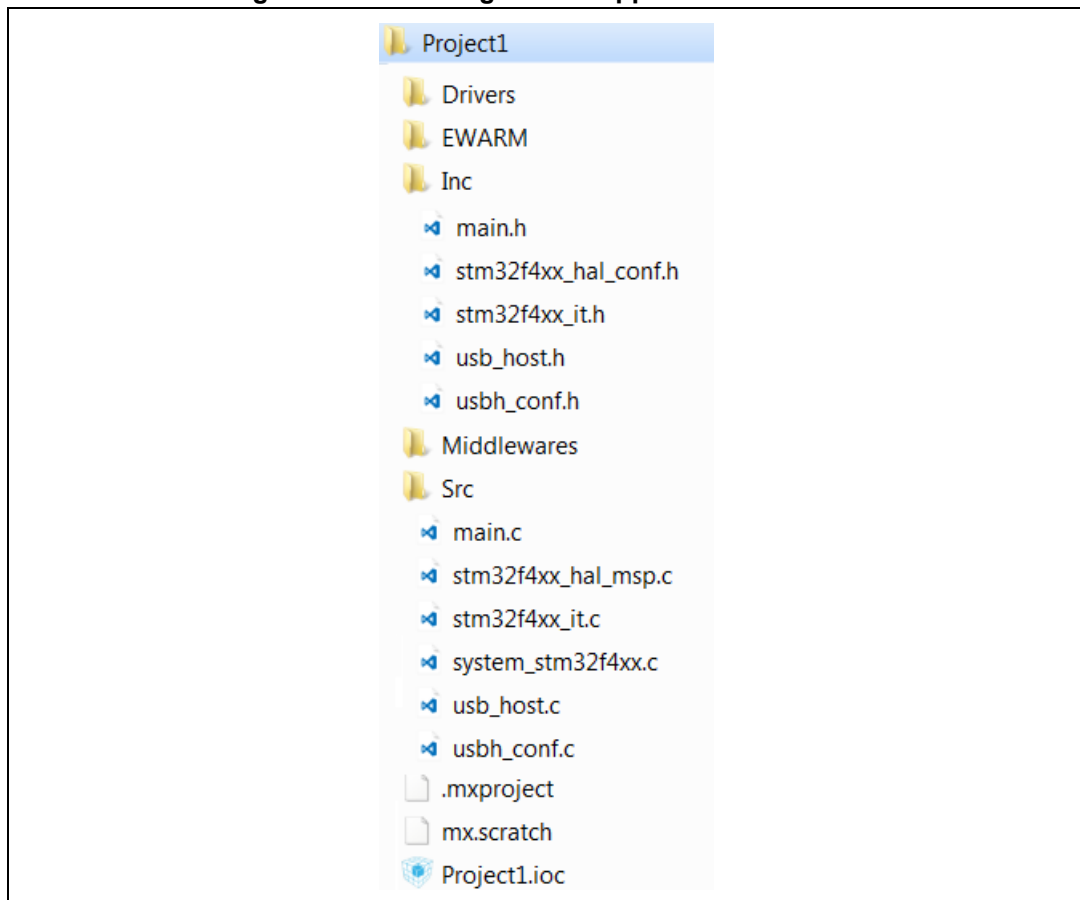 Project1
Drivers
EWARM
Inc
main.h
stm32f4xx_hal_conf.h
stm32f4xx_it.h
usb_host.h
usbh_conf.h
Middlewares
Src
main.c
stm32f4xx_hal_msp.c
stm32f4xx_it.c
system_stm32f4xx.c
usb_host.c
usbh_conf.c
.mxproject
mx.scratch
Project1.ioc